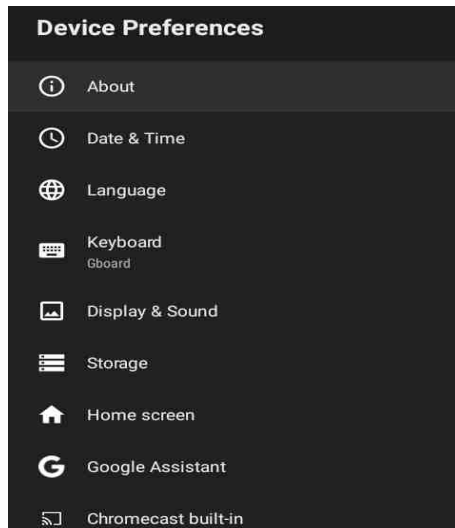 Device Preferences
About
Date & Time
Language
Keyboard
Gboard
Display & Sound
Storage
Home screen
Google Assistant
Chromecast built-in